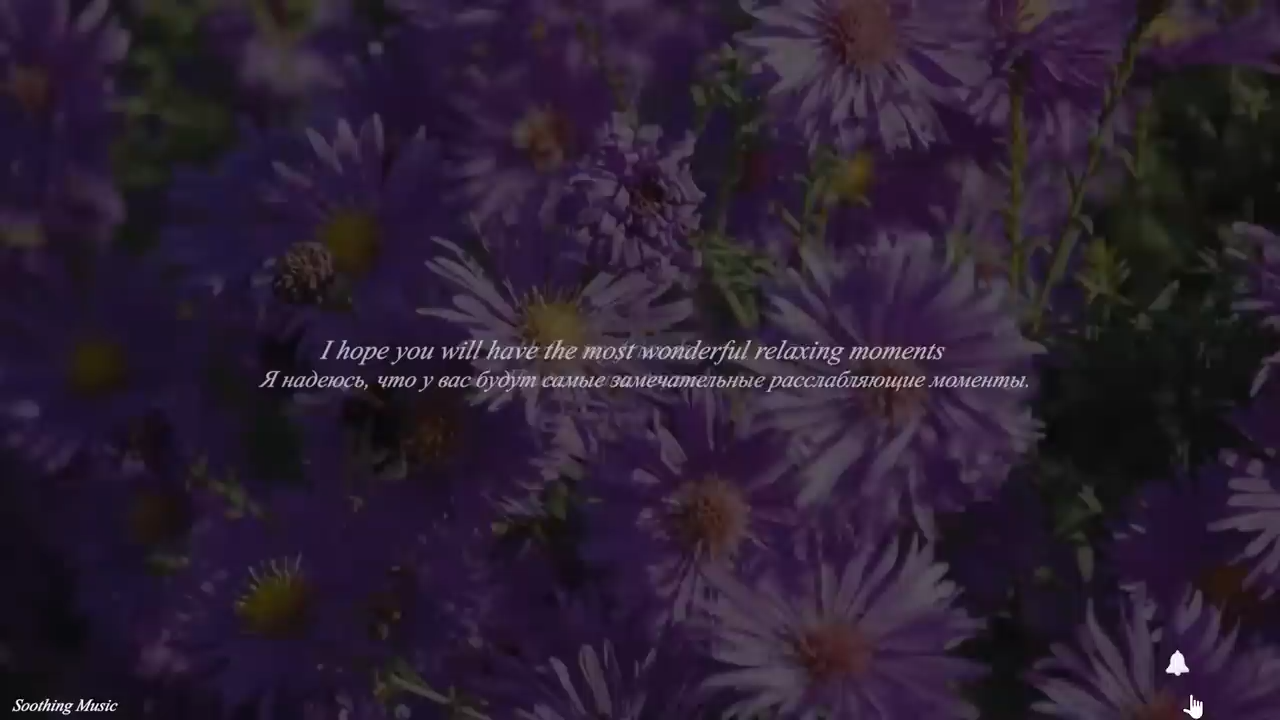 I hope you will have the most wonderful relaxing moments
Я надеюсь, что у вас будут самые замечательные расслабляющие моменты.
Soothing Music